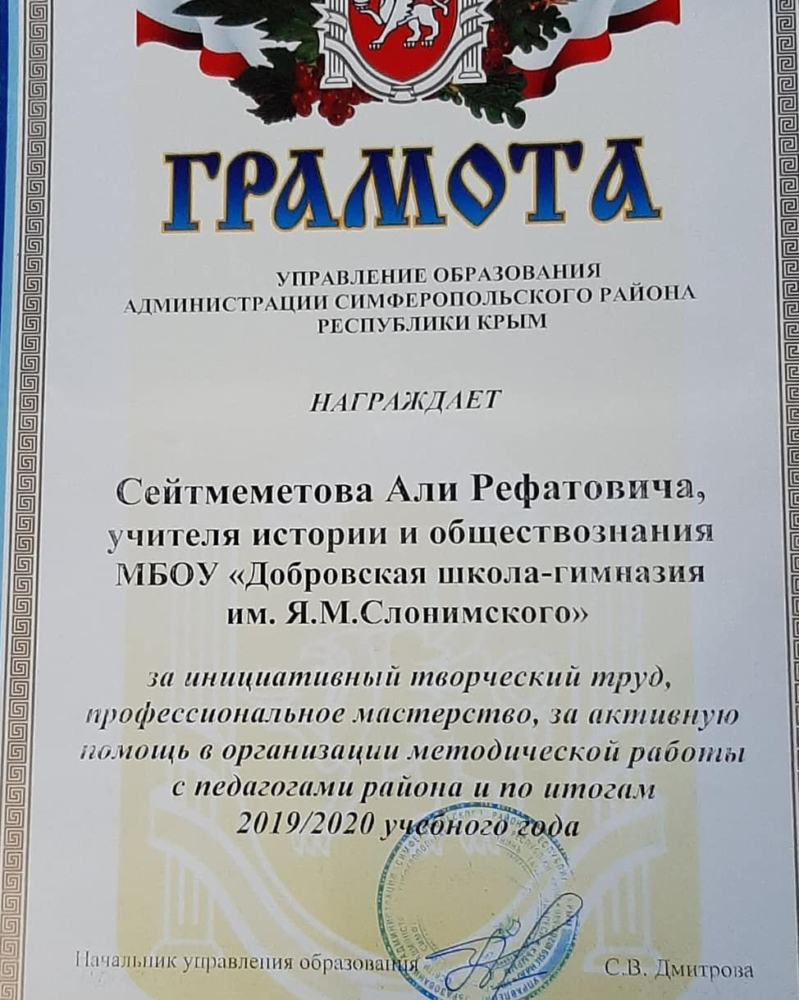 ГРАМОТА
УПРАВЛЕНИЕ ОБРАЗОВАНИЯ
АДМИНИСТРАЦИИ СИМФЕРОПОЛЬСКОГО РАЙОНА
РЕСПУБЛИКИ КРЫМ
НАГРАЖДАЕТ
Сейтмеметова Али Рефатовича,
учителя истории и обществознания
МБОУ «Добровская школа-гимназия
им. Я.М.Слонимского»
за инициативный творческий труд,
профессиональное мастерство, за активную
помощь в организации методической работы
с педагогами района и по итогам
2019/2020 учебного года
Начальник управления образования
С.В. Дмитрова